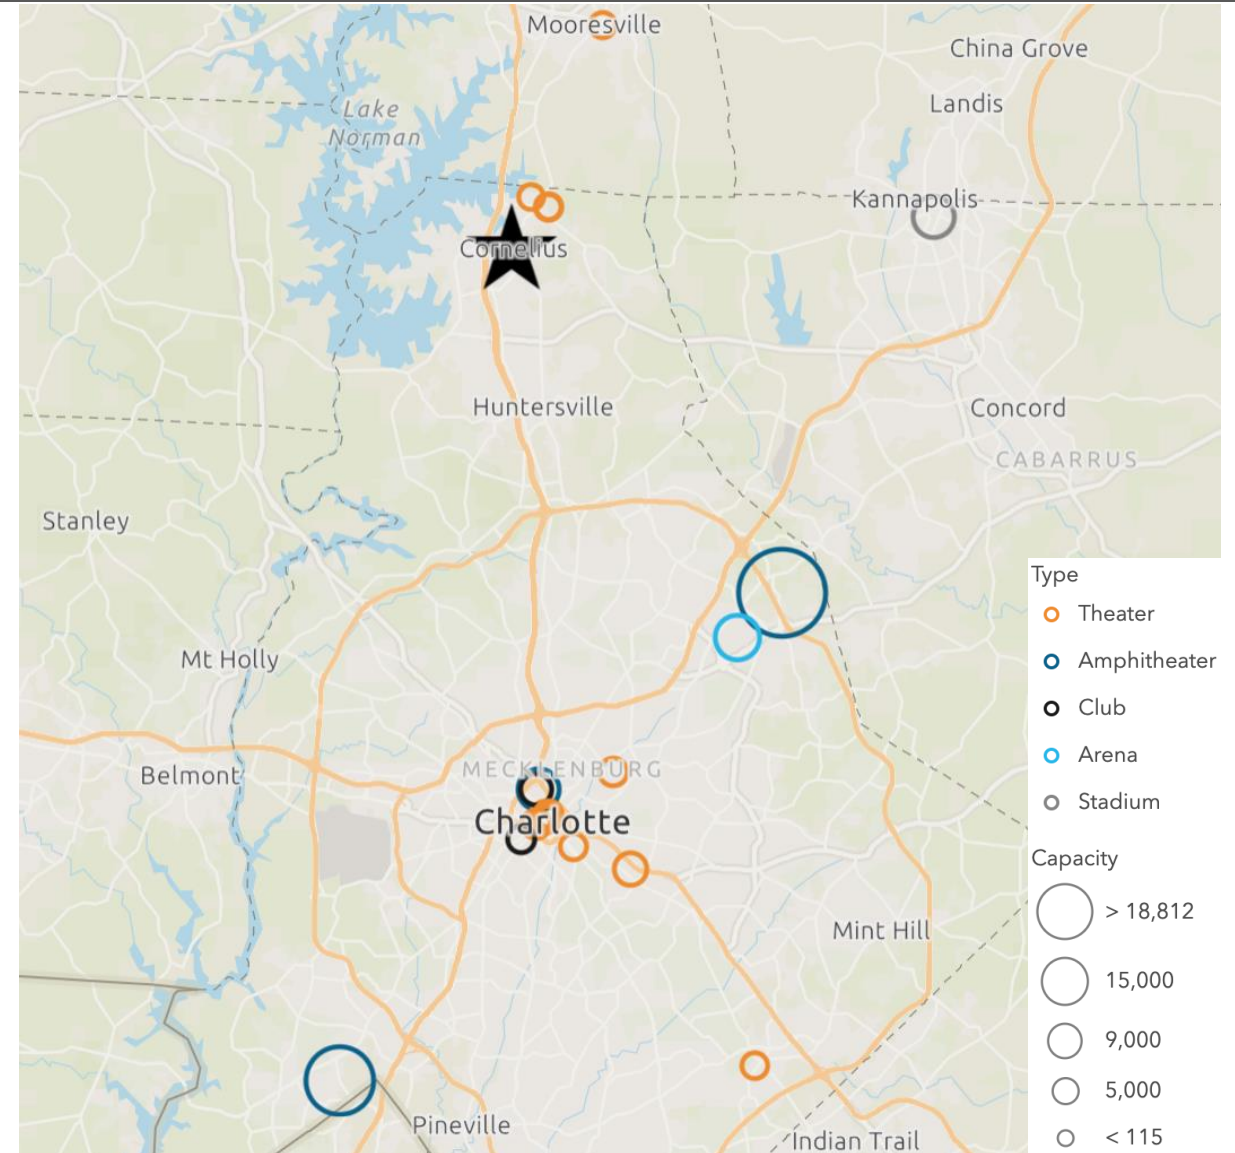 Mooresville
China Grove
Lake
Norman
Landis
Kannapolis
Cornelius
Huntersville
Concord
CABARRUS
Stanley
Mt Holly
Belmont
MECKLENBURG
Charlotte
Mint Hill
Pineville
Indian Trail
Type
Theater
Amphitheater
Club
Arena
Stadium
Capacity
> 18,812
15,000
9,000
5,000
< 115